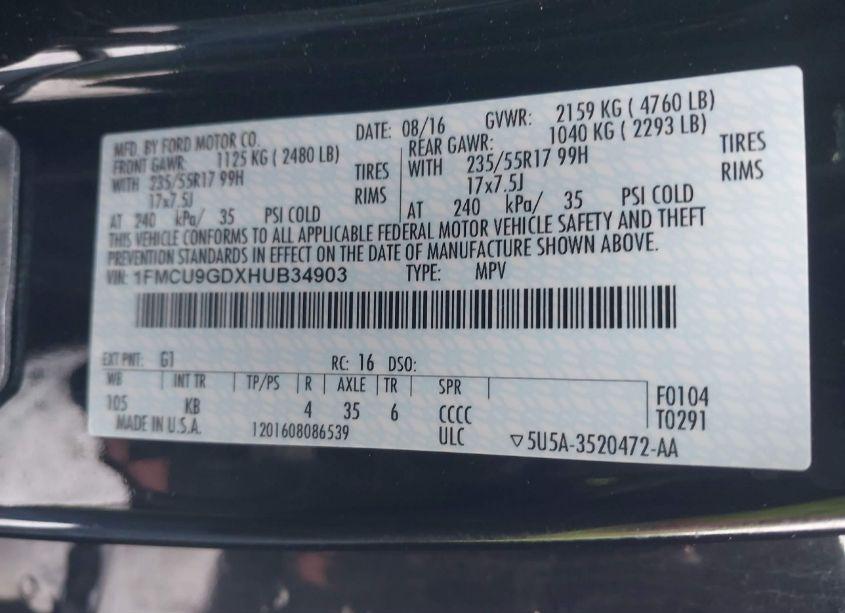 MFD. BY FORD MOTOR CO. DATE: 08/16 GVWR: 2159 KG ( 4760 LB)
FRONT GAWR: 1125 KG ( 2480 LB) REAR GAWR: 1040 KG ( 2293 LB)
WITH 235/55R17 99H TIRES WITH 235/55R17 99H TIRES
17x7.5J RIMS 17x7.5J RIMS
AT 240 kPa/ 35 PSI COLD AT 240 kPa/ 35 PSI COLD
THIS VEHICLE CONFORMS TO ALL APPLICABLE FEDERAL MOTOR VEHICLE SAFETY AND THEFT
PREVENTION STANDARDS IN EFFECT ON THE DATE OF MANUFACTURE SHOWN ABOVE.
VIN: 1FMCU9GDXHUB34903 TYPE: MPV
EXT PNT: G1 RC: 16 DSO:
WB INT TR TP/PS R AXLE TR SPR F0104
105 KB 4 35 6 CCCC T0291
MADE IN U.S.A. 1201608086539 ULC ▽5U5A-3520472-AA